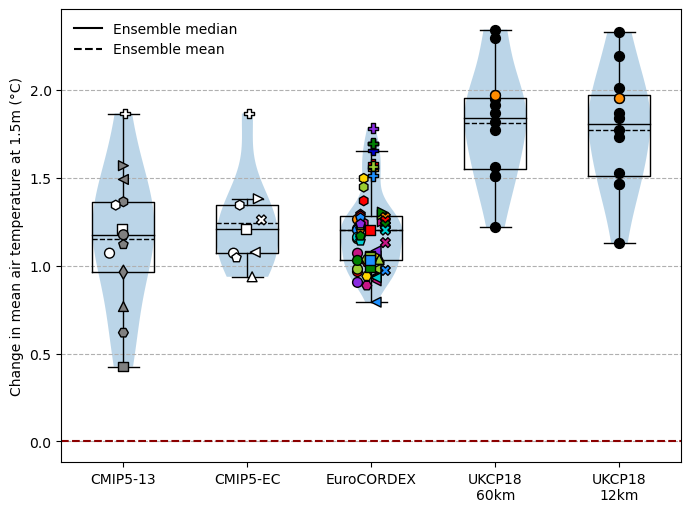 Ensemble median
Ensemble mean
Change in mean air temperature at 1.5m (°C)
2.0
1.5
1.0
0.5
0.0
CMIP5-13
CMIP5-EC
EuroCORDEX
UKCP18
60km
UKCP18
12km